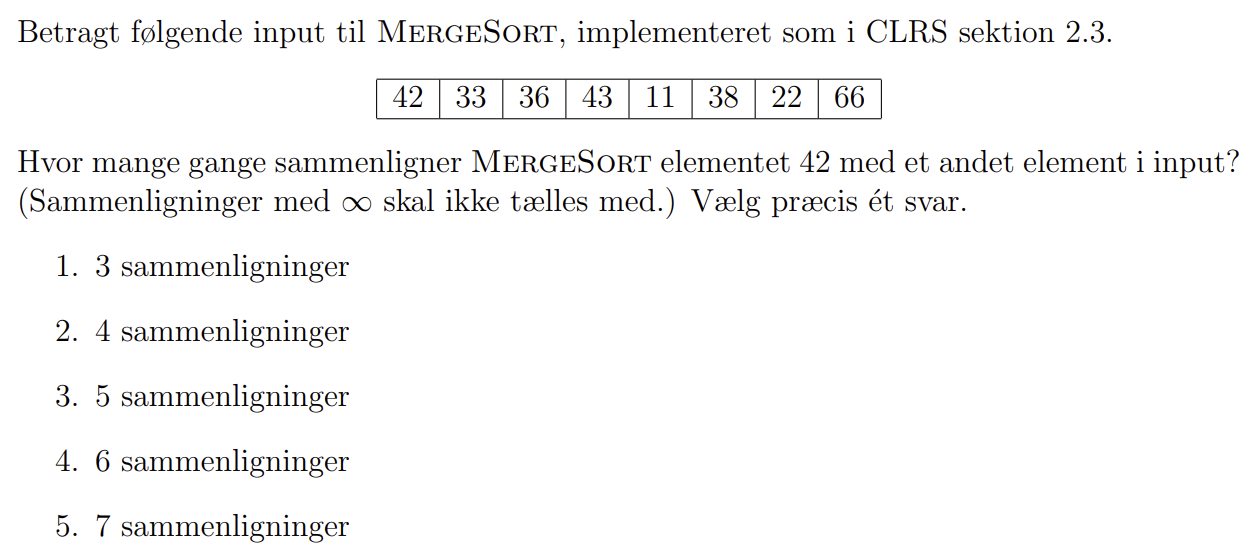 Betragt følgende input til MERGESORT, implementeret som i CLRS sektion 2.3.
42 33 36 43 11 38 22 66
Hvor mange gange sammenligner MERGESORT elementet 42 med et andet element i input?
(Sammenligninger med ∞ skal ikke tælles med.) Vælg præcis ét svar.
1. 3 sammenligninger
2. 4 sammenligninger
3. 5 sammenligninger
4. 6 sammenligninger
5. 7 sammenligninger